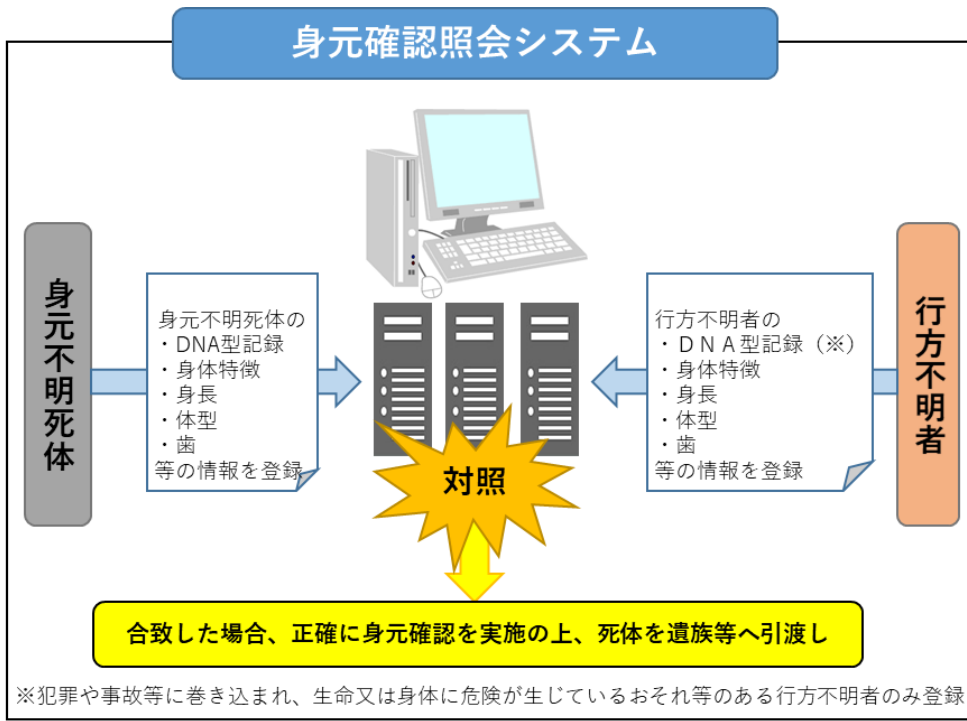 身元確認照会システム
身元不明死体
身元不明死体の
・DNA型記録
・身体特徴
・身長
・体型
・歯
等の情報を登録
行方不明者の
・ＤＮＡ型記録（※）
・身体特徴
・身長
・体型
・歯
等の情報を登録
行方不明者
対照
合致した場合、正確に身元確認を実施の上、死体を遺族等へ引渡し
※犯罪や事故等に巻き込まれ、生命又は身体に危険が生じているおそれ等のある行方不明者のみ登録